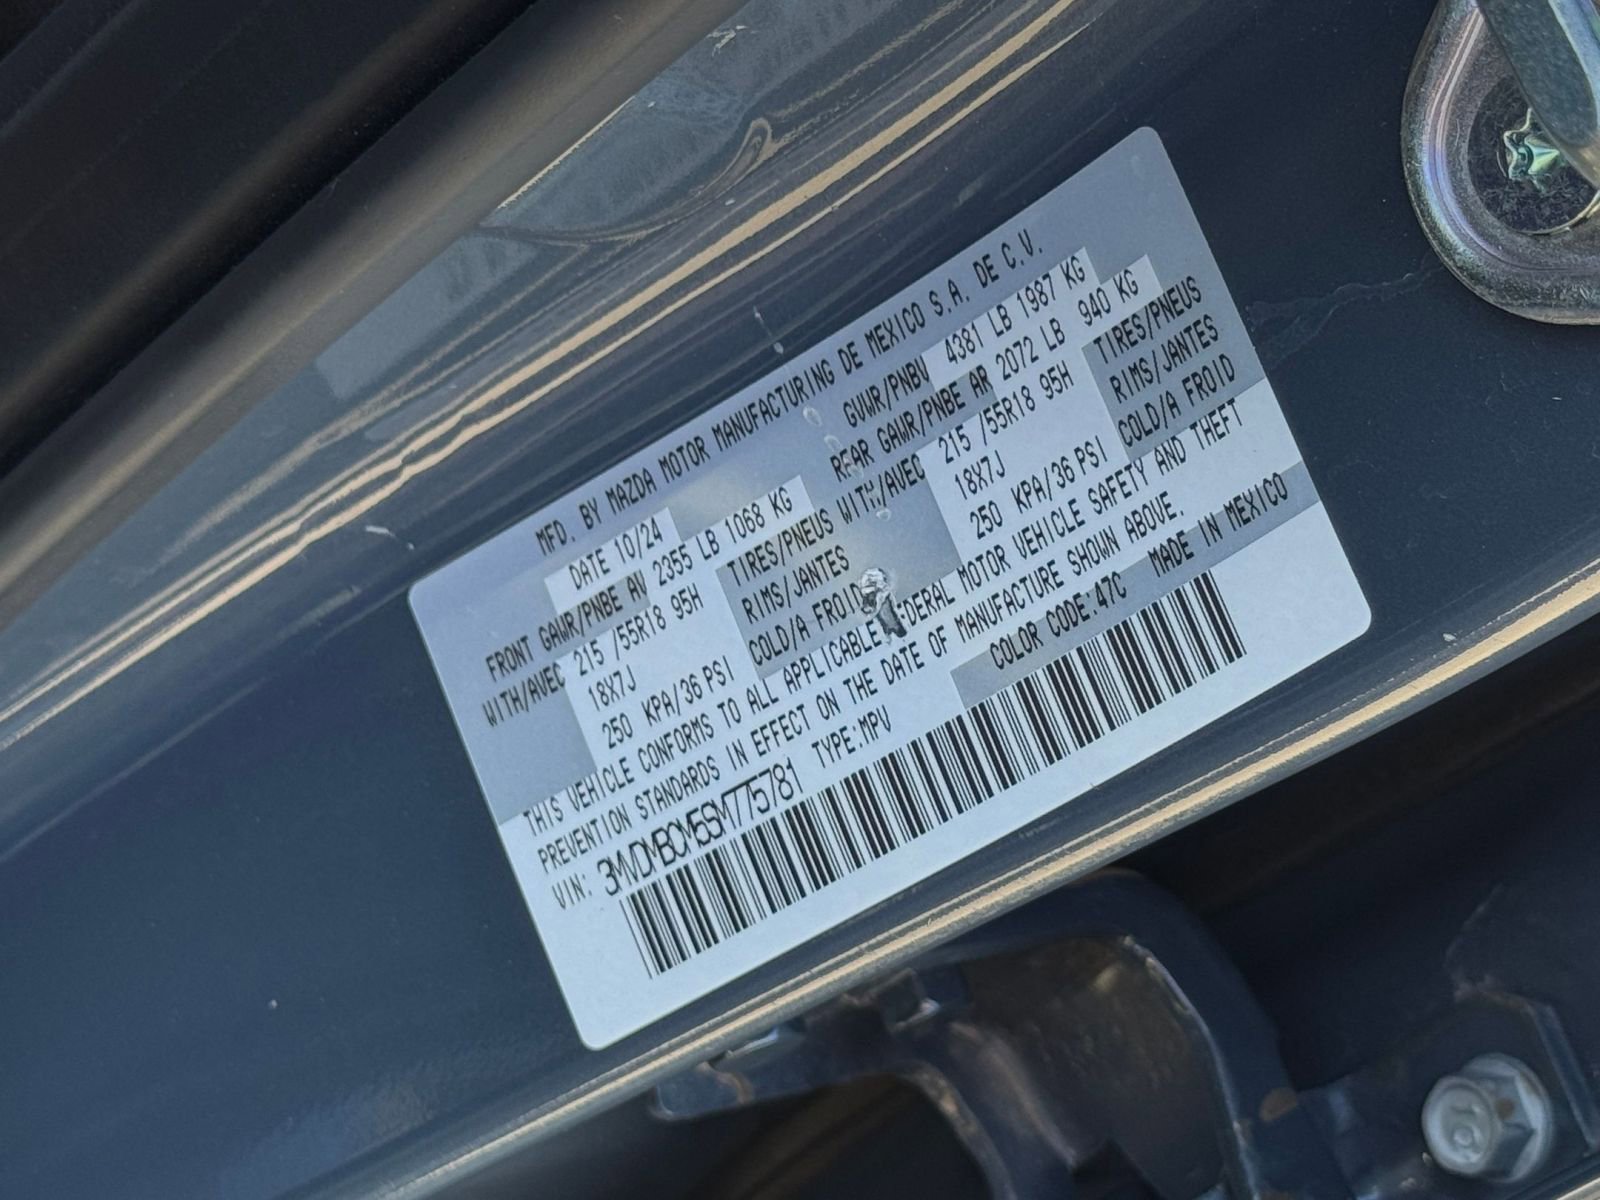 MFD. BY MAZDA MOTOR MANUFACTURING DE MEXICO S.A. DE C.V.
DATE 10/24 GVWR/PNBV 4381 LB 1987 KG
FRONT GAWR/PNBE AV 2355 LB 1068 KG REAR GAWR/PNBE AR 2072 LB 940 KG
WITH/AVEC 215 /55R18 95H TIRES/PNEUS WITH/AVEC 215 /55R18 95H TIRES/PNEUS
18X7J RIMS/JANTES 18X7J RIMS/JANTES
250 KPA/36 PSI COLD/A FROID 250 KPA/36 PSI COLD/A FROID
THIS VEHICLE CONFORMS TO ALL APPLICABLE FEDERAL MOTOR VEHICLE SAFETY AND THEFT
PREVENTION STANDARDS IN EFFECT ON THE DATE OF MANUFACTURE SHOWN ABOVE.
VIN: 3MVDMBCM5SM775781 TYPE:MPV COLOR CODE:47C MADE IN MEXICO